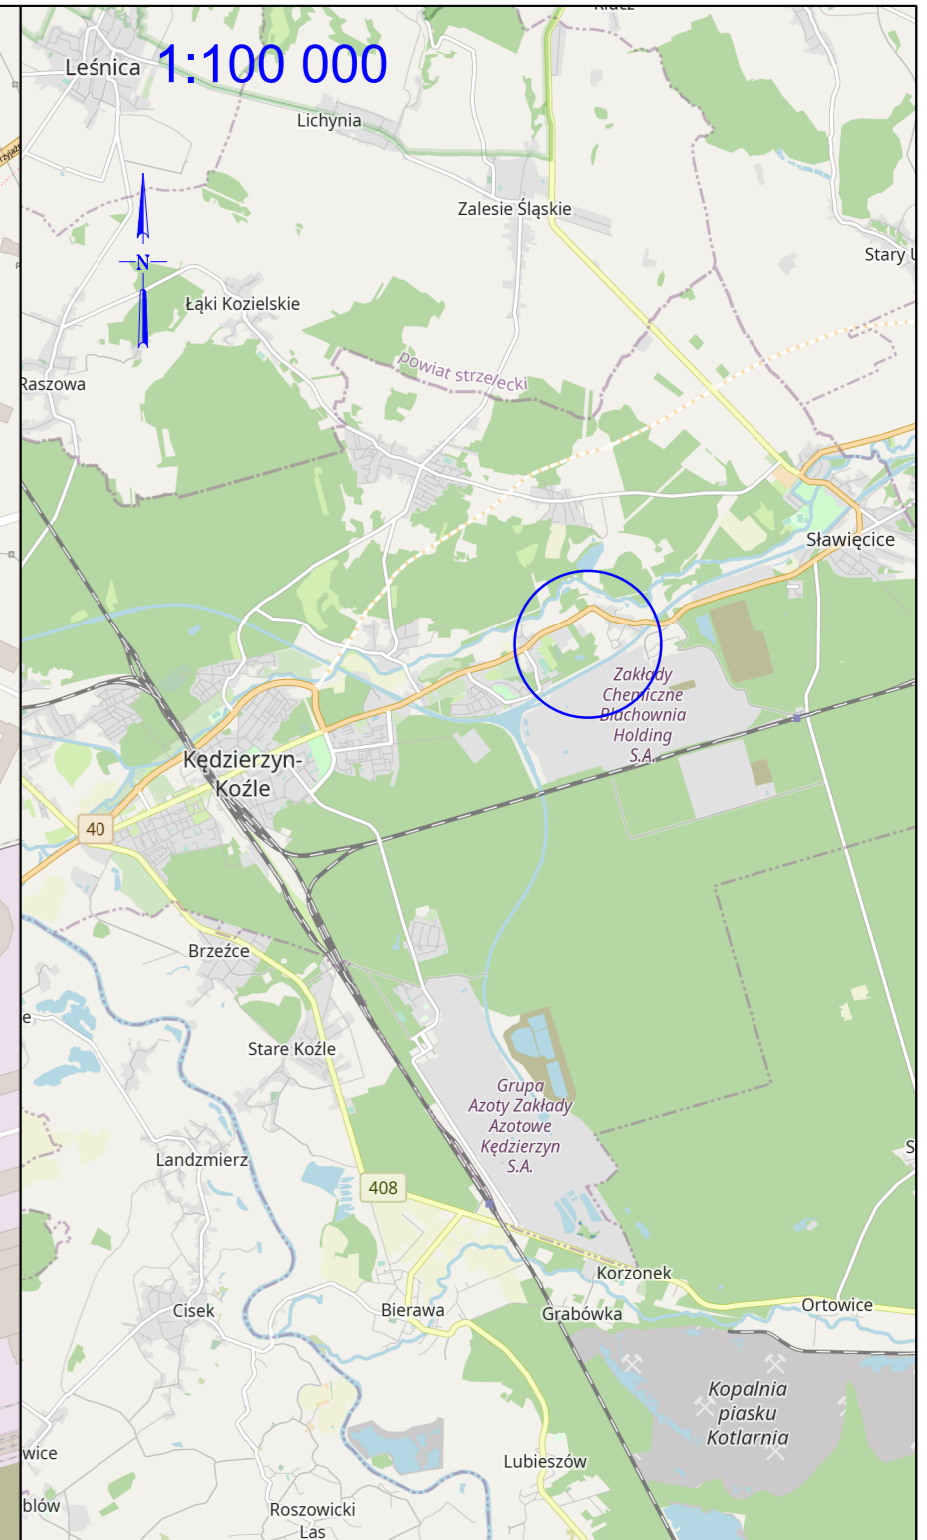 Leśnica
1:100 000
Lichynia
Zalesie Śląskie
N
Łąki Kozielskie
powiat strzelecki
Raszowa
Sławięcice
Zakłady
Chemiczne
Blachownia
Holding
S.A.
Kędzierzyn-
Koźle
40
Brzeźce
Stare Koźle
Grupa
Azoty Zakłady
Azotowe
Kędzierzyn
S.A.
Landzmierz
408
Korzonek
Cisek
Bierawa
Grabówka
Ortowice
Kopalnia
piasku
Kotlarnia
Lubieszów
Roszowicki
Las